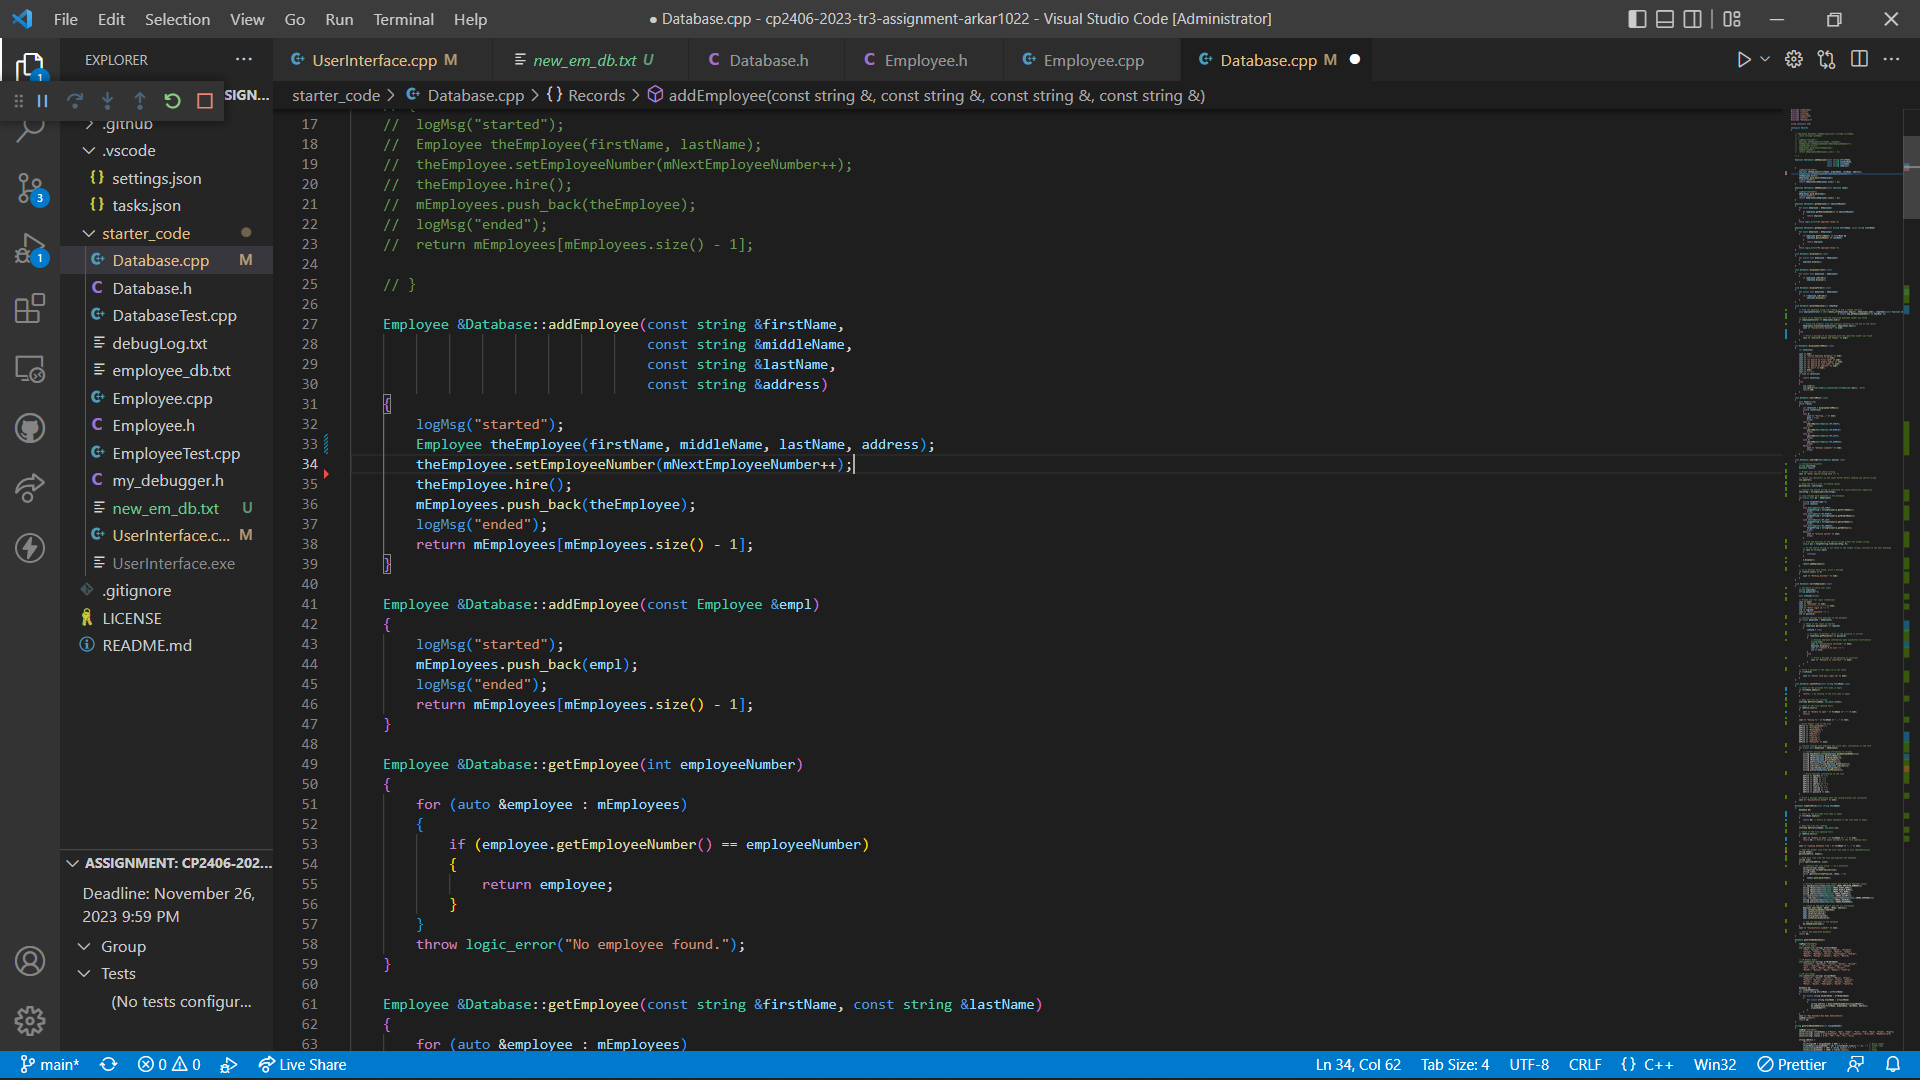 File Edit Selection View Go Run Terminal Help
● Database.cpp - cp2406-2023-tr3-assignment-arkar1022 - Visual Studio Code [Administrator]
EXPLORER
UserInterface.cpp M
new_em_db.txt U
Database.h
Employee.h
Employee.cpp
Database.cpp M
SIGN...
starter_code > Database.cpp > {} Records > addEmployee(const string &, const string &, const string &, const string &)
.github
.vscode
settings.json
tasks.json
starter_code
Database.cpp M
Database.h
DatabaseTest.cpp
debugLog.txt
employee_db.txt
Employee.cpp
Employee.h
EmployeeTest.cpp
my_debugger.h
new_em_db.txt U
UserInterface.c... M
UserInterface.exe
.gitignore
LICENSE
README.md
ASSIGNMENT: CP2406-202...
Deadline: November 26,
2023 9:59 PM
Group
Tests
(No tests configur...
1
3
1
17 //  logMsg("started");
18 //  Employee theEmployee(firstName, lastName);
19 //  theEmployee.setEmployeeNumber(mNextEmployeeNumber++);
20 //  theEmployee.hire();
21 //  mEmployees.push_back(theEmployee);
22 //  logMsg("ended");
23 //  return mEmployees[mEmployees.size() - 1];
24
25 // }
26
27 Employee &Database::addEmployee(const string &firstName,
28 const string &middleName,
29 const string &lastName,
30 const string &address)
31 {
32 logMsg("started");
33 Employee theEmployee(firstName, middleName, lastName, address);
34 theEmployee.setEmployeeNumber(mNextEmployeeNumber++);
35 theEmployee.hire();
36 mEmployees.push_back(theEmployee);
37 logMsg("ended");
38 return mEmployees[mEmployees.size() - 1];
39 }
40
41 Employee &Database::addEmployee(const Employee &empl)
42 {
43 logMsg("started");
44 mEmployees.push_back(empl);
45 logMsg("ended");
46 return mEmployees[mEmployees.size() - 1];
47 }
48
49 Employee &Database::getEmployee(int employeeNumber)
50 {
51 for (auto &employee : mEmployees)
52 {
53 if (employee.getEmployeeNumber() == employeeNumber)
54 {
55 return employee;
56 }
57 }
58 throw logic_error("No employee found.");
59 }
60
61 Employee &Database::getEmployee(const string &firstName, const string &lastName)
62 {
63 for (auto &employee : mEmployees)
main* 0 0 Live Share
Ln 34, Col 62 Tab Size: 4 UTF-8 CRLF {} C++ Win32 Prettier